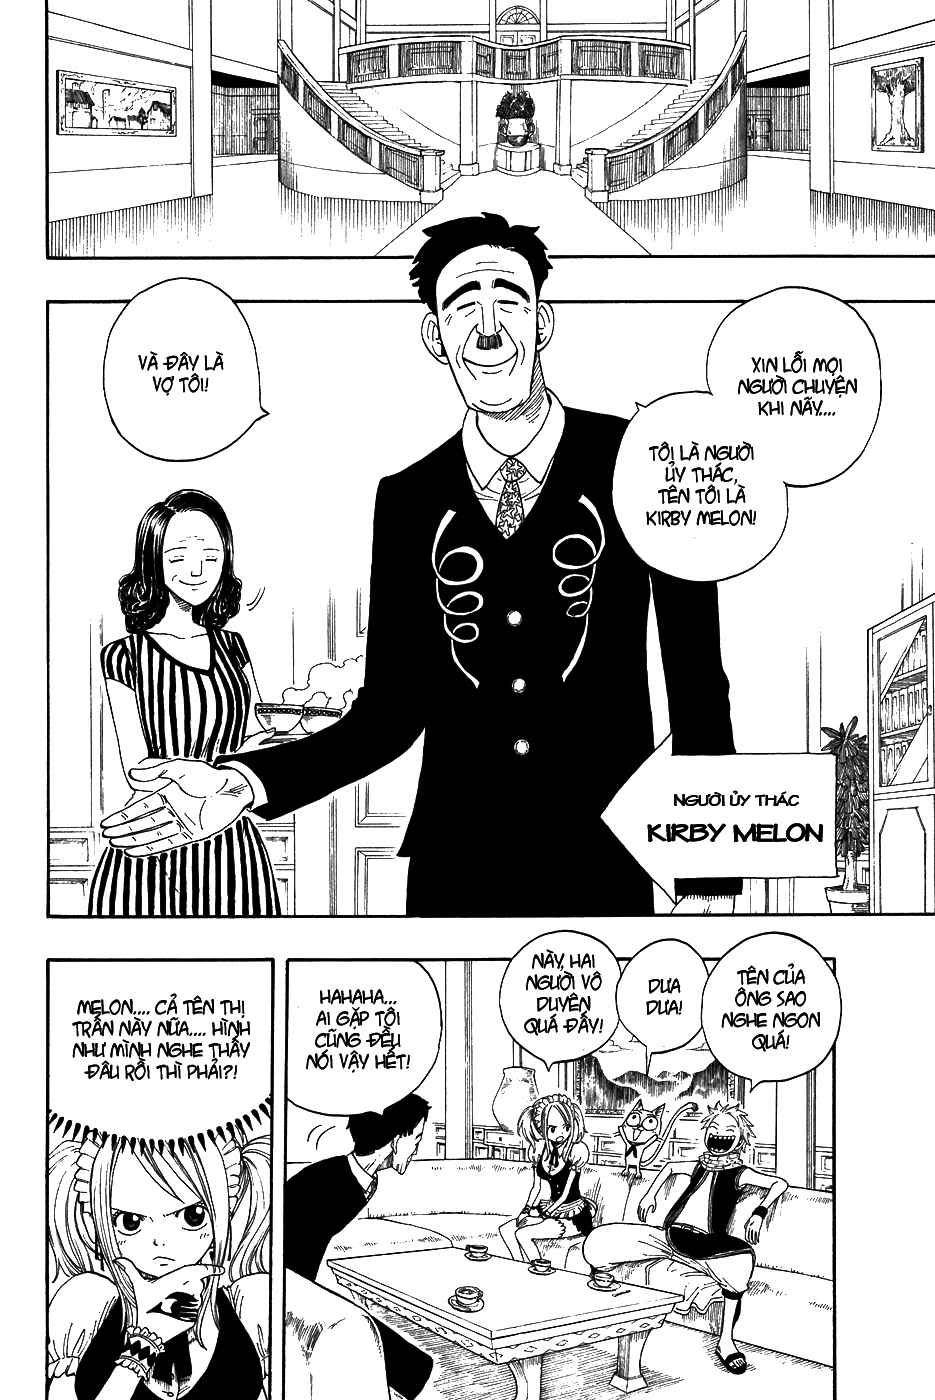 XIN LỖI MỌI
NGƯỜI CHUYỆN
KHI NÃY....
TÔI LÀ NGƯỜI
ỦY THÁC,
TÊN TÔI LÀ
KIRBY MELON!
VÀ ĐÂY LÀ
VỢ TÔI!
NGƯỜI ỦY THÁC
KIRBY MELON
TÊN CỦA
ÔNG SAO
NGHE NGON
QUÁ!
DƯA
DƯA!
NÀY, HAI
NGƯỜI VÔ
DUYÊN
QUÁ ĐẤY!
HAHAHA...
AI GẶP TÔI
CŨNG ĐỀU
NÓI VẬY HẾT!
MELON.... CẢ TÊN THỊ
TRẤN NÀY NỮA.... HÌNH
NHƯ MÌNH NGHE THẤY
ĐÂU RỒI THÌ PHẢI?!